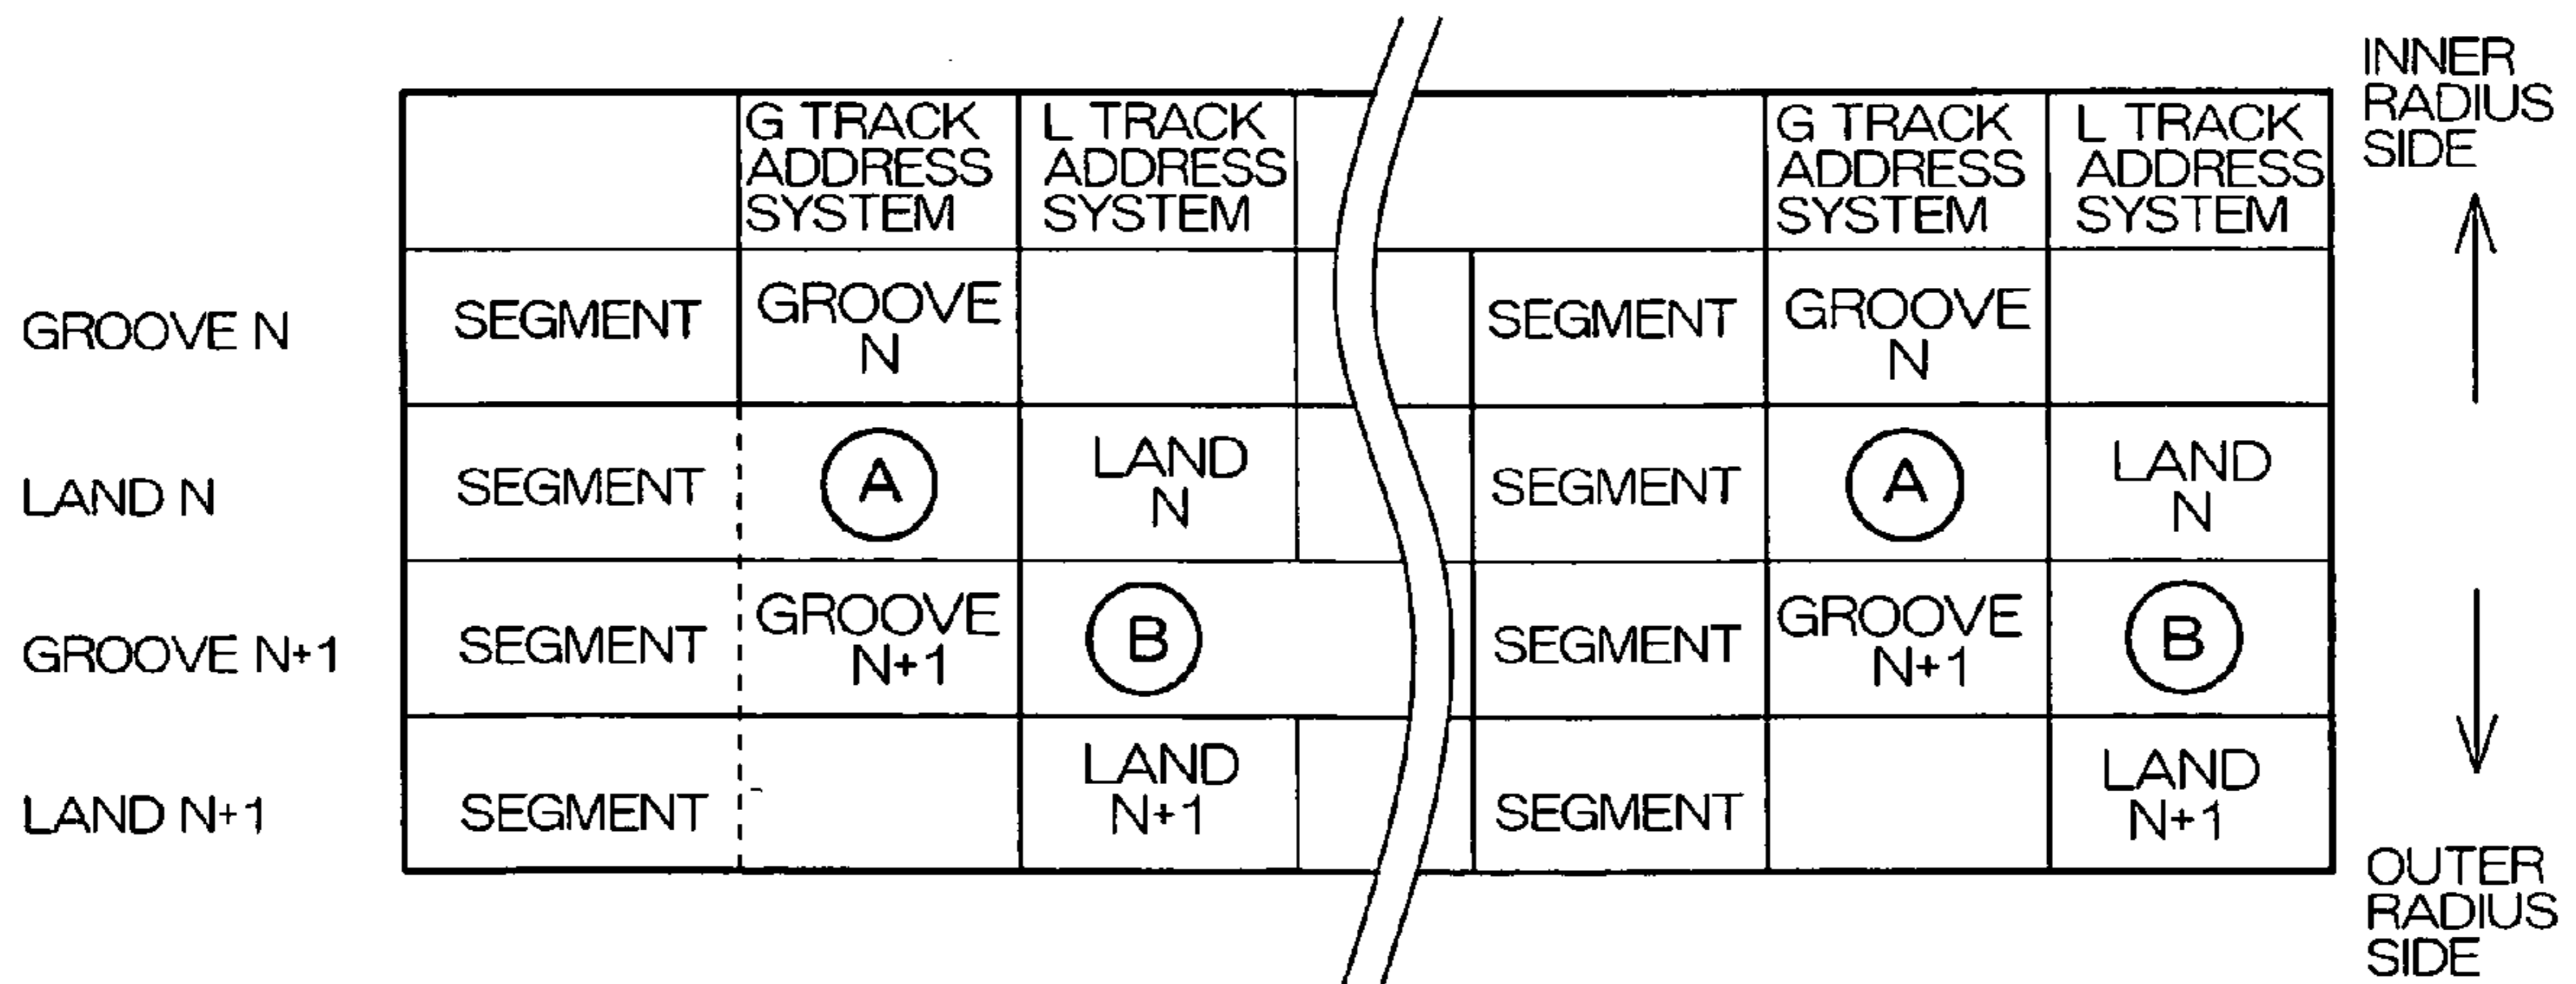 INNER
RADIUS
SIDE
G TRACK
ADDRESS
SYSTEM
L TRACK
ADDRESS
SYSTEM
G TRACK
ADDRESS
SYSTEM
L TRACK
ADDRESS
SYSTEM
GROOVE N
SEGMENT
GROOVE
N
SEGMENT
GROOVE
N
LAND N
SEGMENT
A
LAND
N
SEGMENT
A
LAND
N
GROOVE N+1
SEGMENT
GROOVE
N+1
B
SEGMENT
GROOVE
N+1
B
LAND N+1
SEGMENT
LAND
N+1
SEGMENT
LAND
N+1
OUTER
RADIUS
SIDE